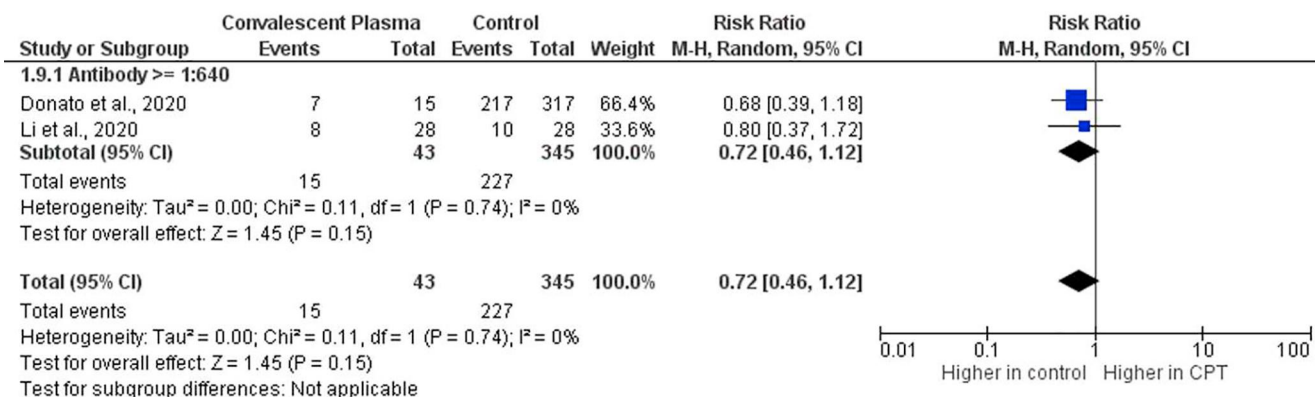 Convalescent Plasma Control Risk Ratio Risk Ratio
Study or Subgroup Events Total Events Total Weight M-H, Random, 95% CI M-H, Random, 95% CI
1.9.1 Antibody >= 1:640
Donato et al., 2020 7 15 217 317 66.4% 0.68 [0.39, 1.18]
Li et al., 2020 8 28 10 28 33.6% 0.80 [0.37, 1.72]
Subtotal (95% CI) 43 345 100.0% 0.72 [0.46, 1.12]
Total events 15 227
Heterogeneity: Tau² = 0.00; Chi² = 0.11, df = 1 (P = 0.74); I² = 0%
Test for overall effect: Z = 1.45 (P = 0.15)
Total (95% CI) 43 345 100.0% 0.72 [0.46, 1.12]
Total events 15 227
Heterogeneity: Tau² = 0.00; Chi² = 0.11, df = 1 (P = 0.74); I² = 0%
Test for overall effect: Z = 1.45 (P = 0.15)
Test for subgroup differences: Not applicable
0.01 0.1 1 10 100
Higher in control Higher in CPT